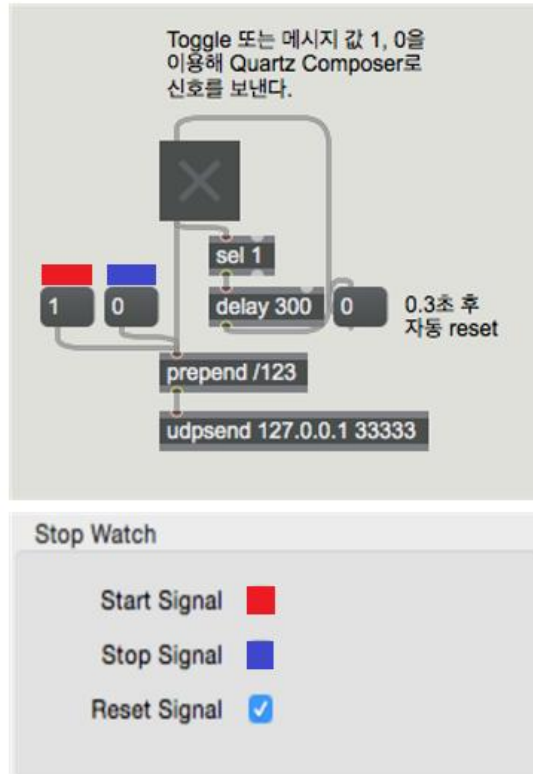 Toggle 또는 메시지 값 1, 0을
이용해 Quartz Composer로
신호를 보낸다.
sel 1
1
0
delay 300
0
0.3초 후
자동 reset
prepend /123
udpsend 127.0.0.1 33333
Stop Watch
Start Signal
Stop Signal
Reset Signal